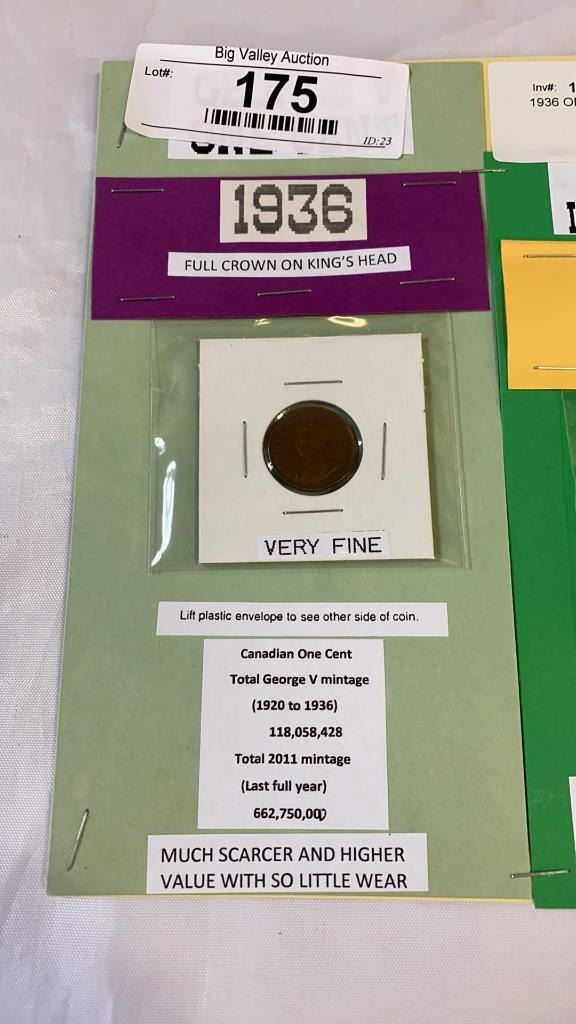 Big Valley Auction
Lot#:
175
ID:23
1936
FULL CROWN ON KING'S HEAD
VERY FINE
Lift plastic envelope to see other side of coin.
Canadian One Cent
Total George V mintage
(1920 to 1936)
118,058,428
Total 2011 mintage
(Last full year)
662,750,000
MUCH SCARCER AND HIGHER
VALUE WITH SO LITTLE WEAR
Inv#: 1
1936